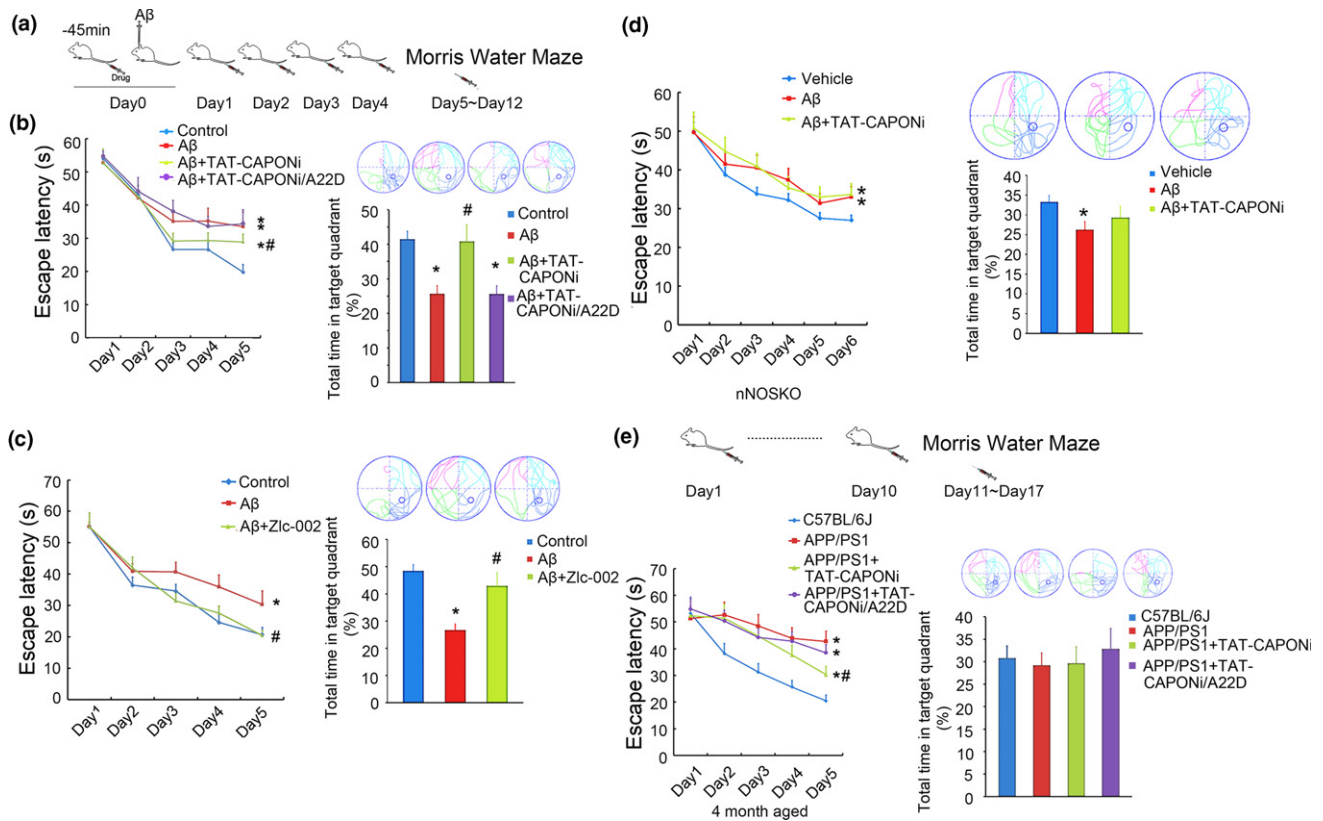 (a)
-45min
Aβ
Drug
Day0
Day1
Day2
Day3
Day4
Morris Water Maze
Day5~Day12
(b)
Escape latency (s)
60
50
40
30
20
10
0
Control
Aβ
Aβ+TAT-CAPONi
Aβ+TAT-CAPONi/A22D
*
*
*#
Day1
Day2
Day3
Day4
Day5
Total time in tartget quadrant
(%)
50
40
30
20
10
0
*
#
*
Control
Aβ
Aβ+TAT-
CAPONi
Aβ+TAT-
CAPONi/A22D
(c)
Escape latency (s)
70
60
50
40
30
20
10
0
Control
Aβ
Aβ+Zlc-002
*
#
Day1
Day2
Day3
Day4
Day5
Total time in tartget quadrant
(%)
60
50
40
30
20
10
0
*
#
Control
Aβ
Aβ+Zlc-002
(d)
Escape latency (s)
60
50
40
30
20
10
0
Vehicle
Aβ
Aβ+TAT-CAPONi
*
*
Day1
Day2
Day3
Day4
Day5
Day6
nNOSKO
Total time in tartget quadrant
(%)
40
35
30
25
20
15
10
5
0
*
Vehicle
Aβ
Aβ+TAT-CAPONi
(e)
Day1
Day10
Morris Water Maze
Day11~Day17
Escape latency (s)
70
60
50
40
30
20
10
0
C57BL/6J
APP/PS1
APP/PS1+
TAT-CAPONi
APP/PS1+TAT-
CAPONi/A22D
*
*
*#
Day1
Day2
Day3
Day4
Day5
4 month aged
Total time in tartget quadrant
(%)
40
35
30
25
20
15
10
5
0
C57BL/6J
APP/PS1
APP/PS1+TAT-CAPONi
APP/PS1+TAT-
CAPONi/A22D